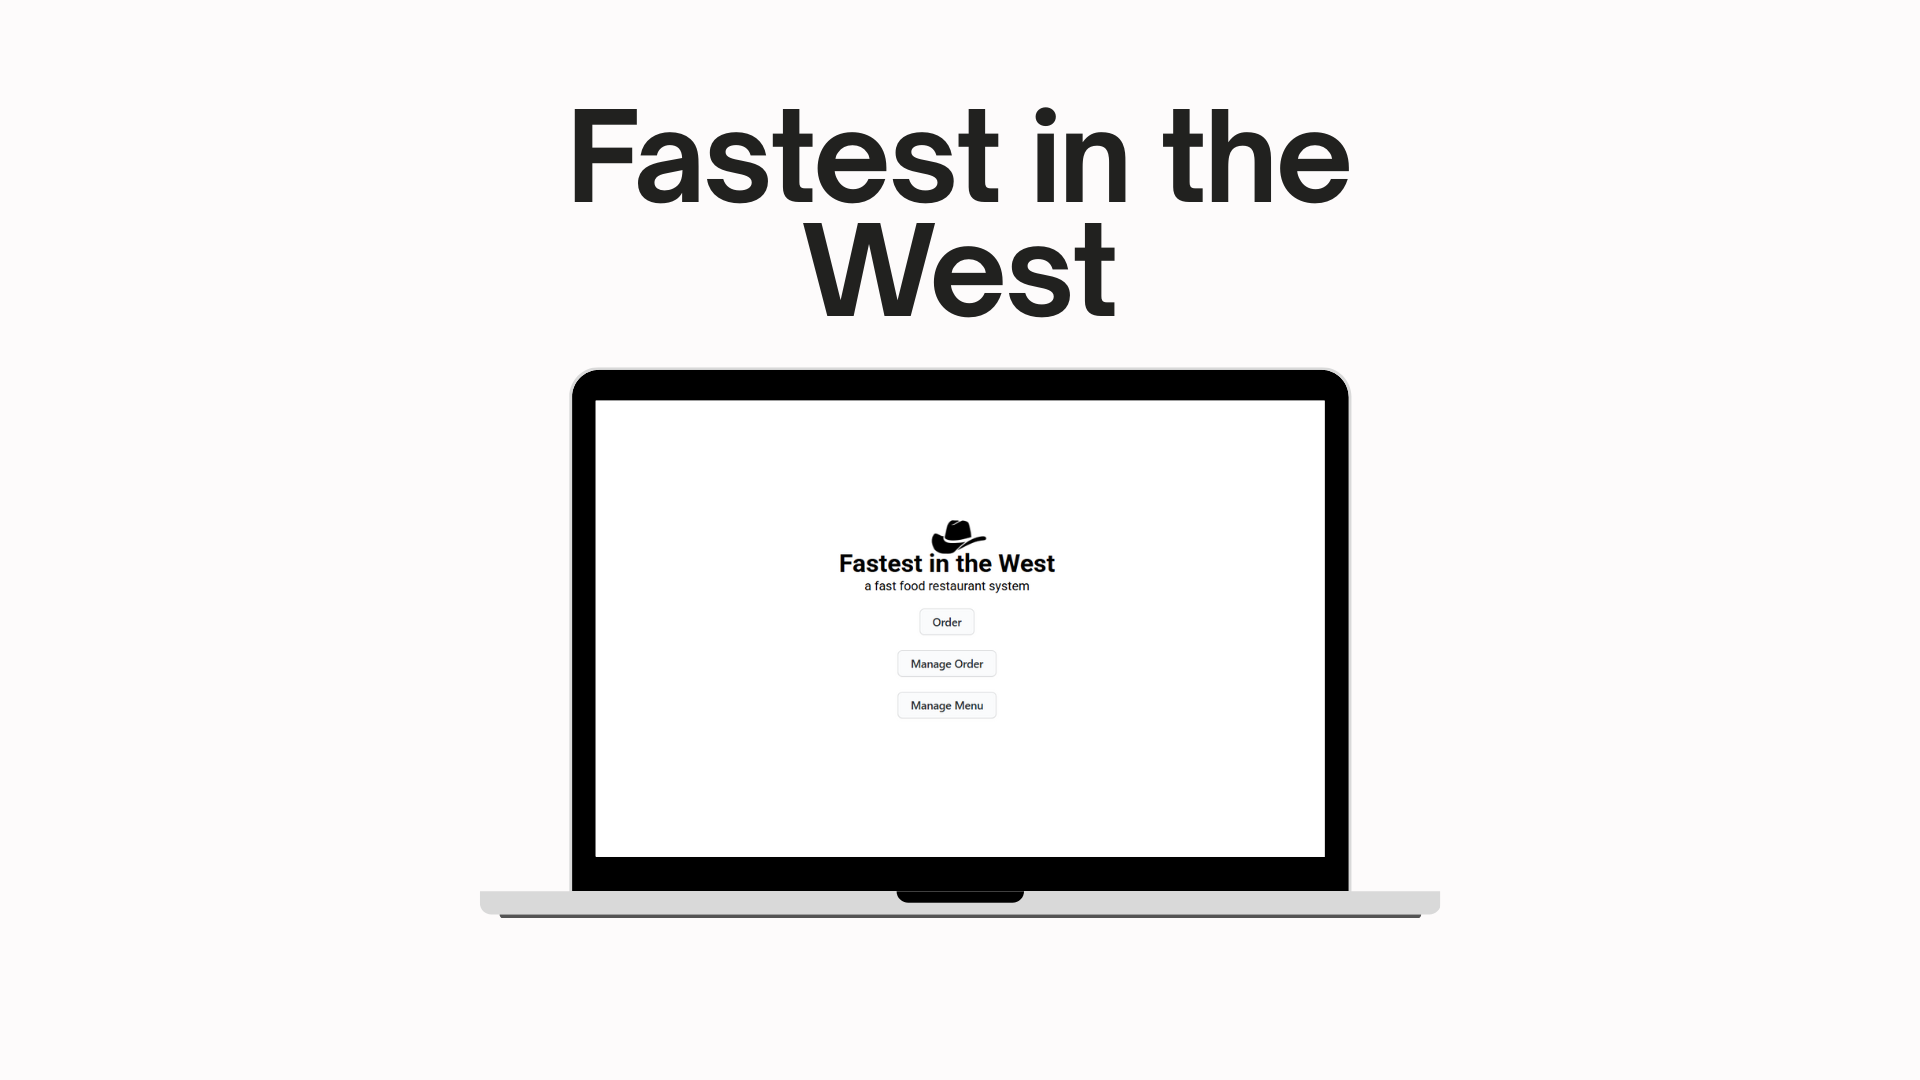 Fastest in the
West
Fastest in the West
a fast food restaurant system
Order
Manage Order
Manage Menu